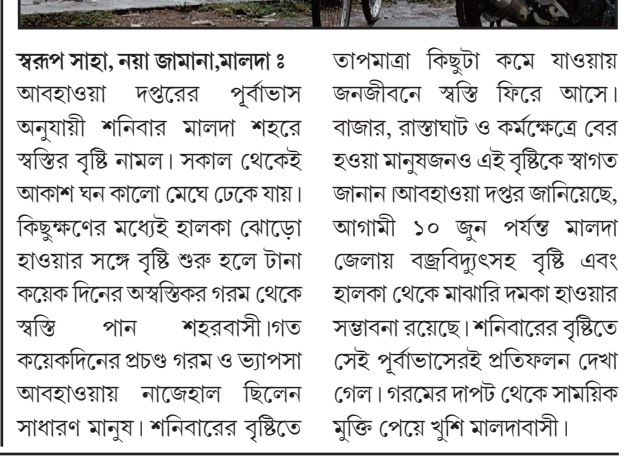 স্বরূপ সাহা, নয়া জামানা,মালদা ঃ
আবহাওয়া দপ্তরের পূর্বাভাস
অনুযায়ী শনিবার মালদা শহরে
স্বস্তির বৃষ্টি নামল। সকাল থেকেই
আকাশ ঘন কালো মেঘে ঢেকে যায়।
কিছুক্ষণের মধ্যেই হালকা ঝোড়ো
হাওয়ার সঙ্গে বৃষ্টি শুরু হলে টানা
কয়েক দিনের অস্বস্তিকর গরম থেকে
স্বস্তি পান শহরবাসী।গত
কয়েকদিনের প্রচণ্ড গরম ও ভ্যাপসা
আবহাওয়ায় নাজেহাল ছিলেন
সাধারণ মানুষ। শনিবারের বৃষ্টিতে
তাপমাত্রা কিছুটা কমে যাওয়ায়
জনজীবনে স্বস্তি ফিরে আসে।
বাজার, রাস্তাঘাট ও কর্মক্ষেত্রে বের
হওয়া মানুষজনও এই বৃষ্টিকে স্বাগত
জানান।আবহাওয়া দপ্তর জানিয়েছে,
আগামী ১০ জুন পর্যন্ত মালদা
জেলায় বজ্রবিদ্যুৎসহ বৃষ্টি এবং
হালকা থেকে মাঝারি দমকা হাওয়ার
সম্ভাবনা রয়েছে। শনিবারের বৃষ্টিতে
সেই পূর্বাভাসেরই প্রতিফলন দেখা
গেল। গরমের দাপট থেকে সাময়িক
মুক্তি পেয়ে খুশি মালদাবাসী।